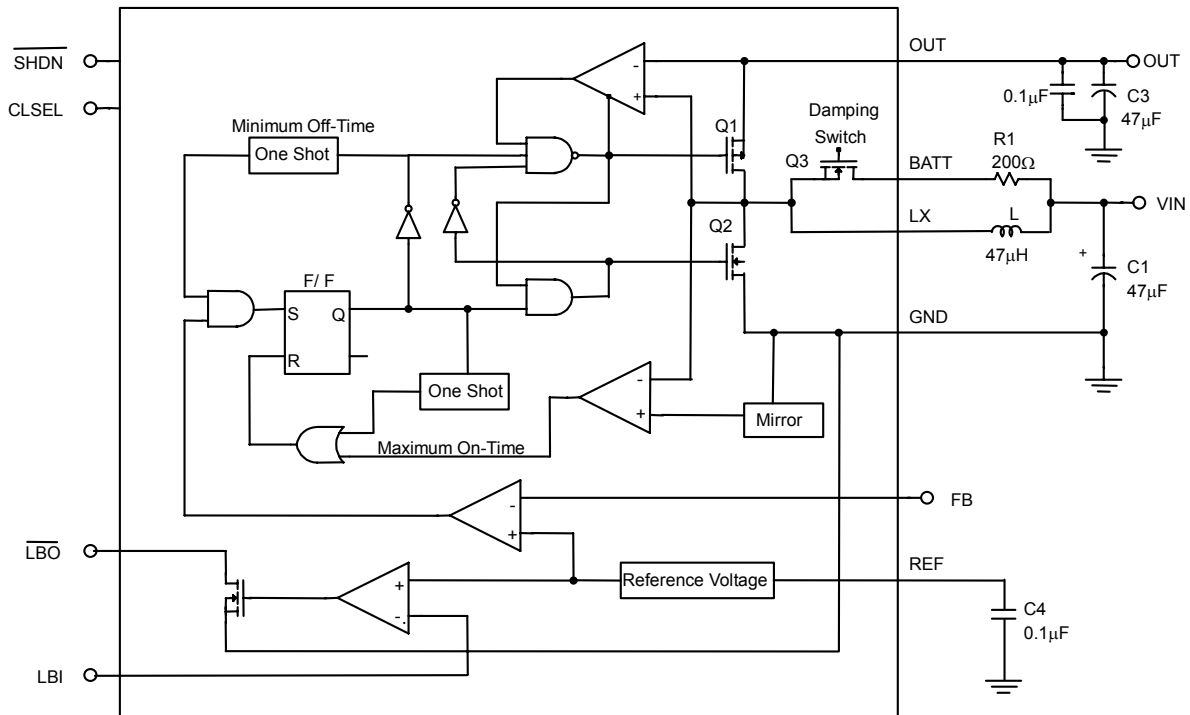 OUT
OUT
SHDN
CLSEL
0.1μF
C3
47μF
Damping
Switch
Minimum Off-Time
One Shot
-
+
Q1
Q3
BATT
R1
200Ω
VIN
LX
L
47μH
Q2
+
C1
47μF
F/ F
S
Q
R
GND
One Shot
-
+
Mirror
Maximum On-Time
FB
-
+
LBO
REF
Reference Voltage
+
-.
C4
0.1μF
LBI